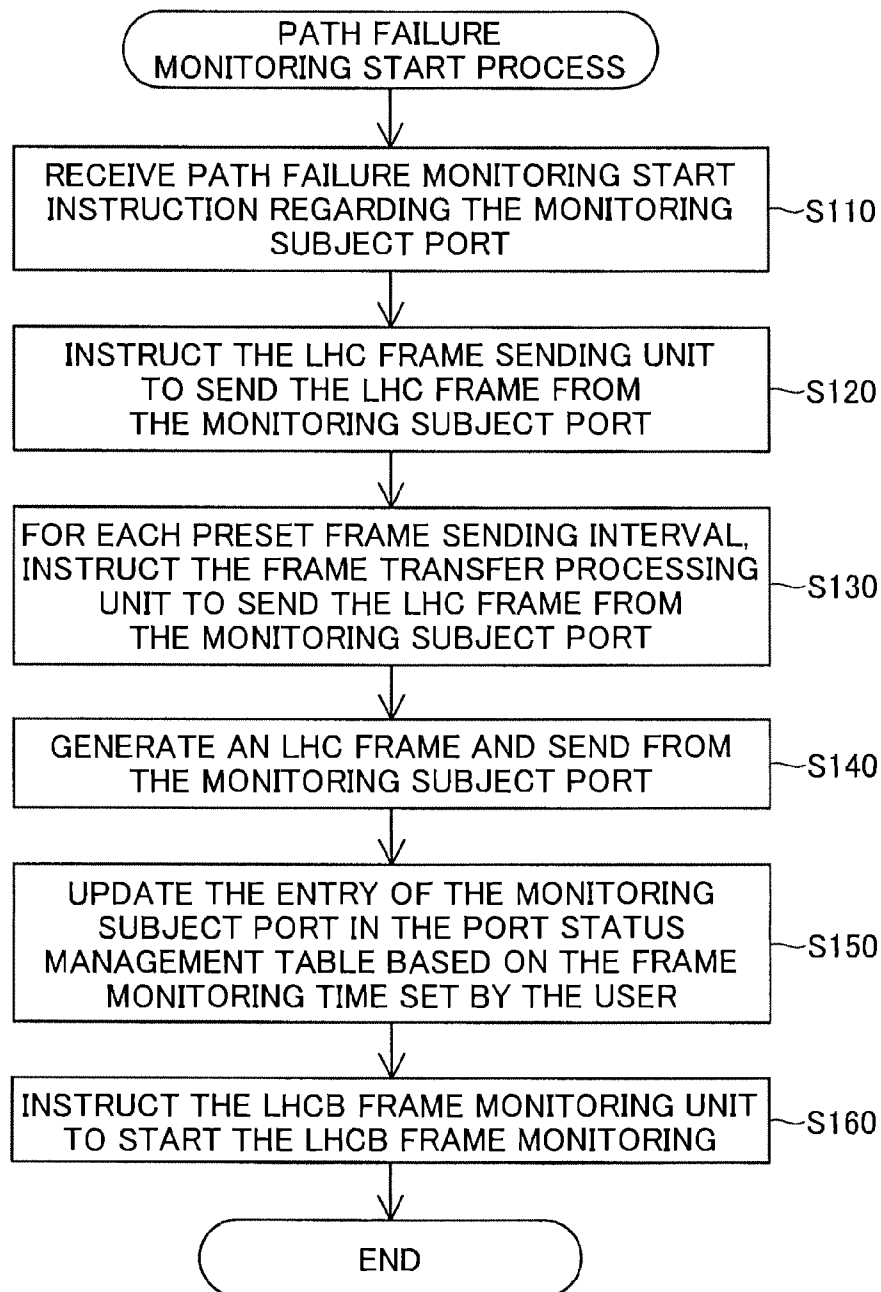 PATH FAILURE
MONITORING START PROCESS
RECEIVE PATH FAILURE MONITORING START
INSTRUCTION REGARDING THE MONITORING
SUBJECT PORT
S110
INSTRUCT THE LHC FRAME SENDING UNIT
TO SEND THE LHC FRAME FROM
THE MONITORING SUBJECT PORT
S120
FOR EACH PRESET FRAME SENDING INTERVAL,
INSTRUCT THE FRAME TRANSFER PROCESSING
UNIT TO SEND THE LHC FRAME FROM
THE MONITORING SUBJECT PORT
S130
GENERATE AN LHC FRAME AND SEND FROM
THE MONITORING SUBJECT PORT
S140
UPDATE THE ENTRY OF THE MONITORING
SUBJECT PORT IN THE PORT STATUS
MANAGEMENT TABLE BASED ON THE FRAME
MONITORING TIME SET BY THE USER
S150
INSTRUCT THE LHCB FRAME MONITORING UNIT
TO START THE LHCB FRAME MONITORING
S160
END